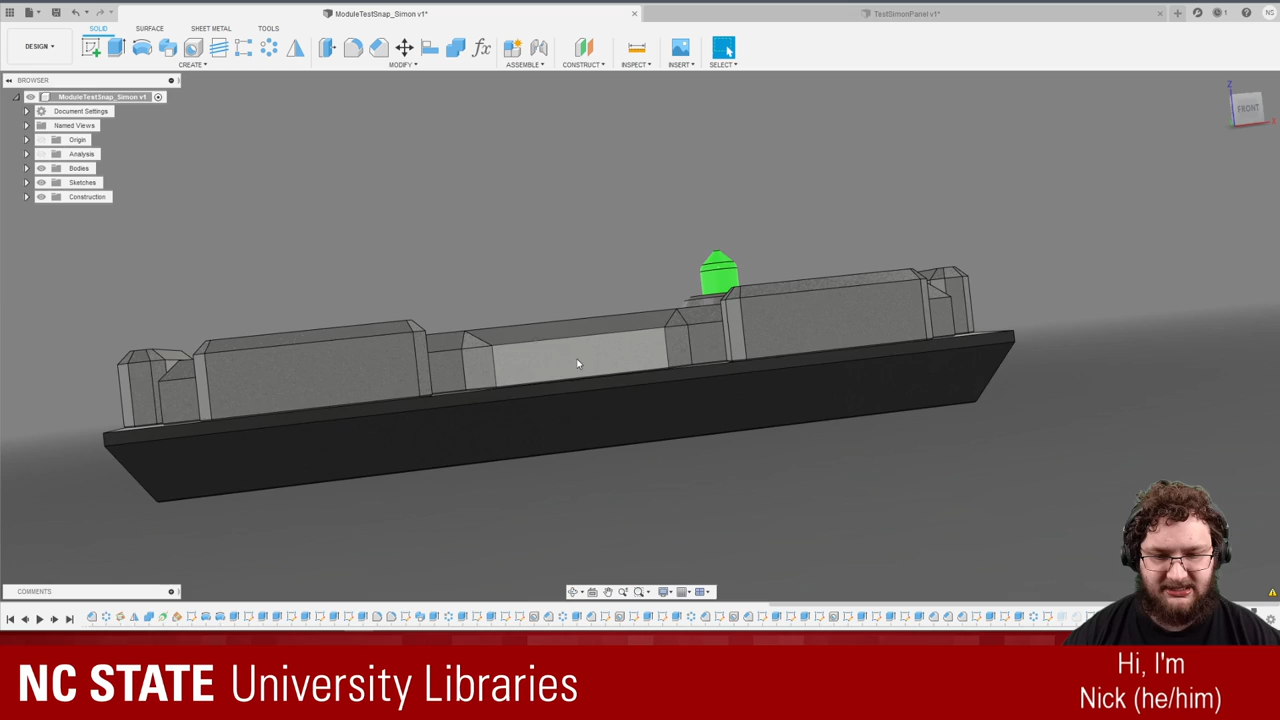 ModuleTestSnap_Simon v1*
TestSimonPanel v1*
1
NS
SOLID
SURFACE
SHEET METAL
TOOLS
DESIGN
CREATE
MODIFY
ASSEMBLE
CONSTRUCT
INSPECT
INSERT
SELECT
BROWSER
ModuleTestSnap_Simon v1
Document Settings
Named Views
Origin
Analysis
Bodies
Sketches
Construction
Z
FRONT
X
COMMENTS
NC STATE University Libraries
Hi, I'm
Nick (he/him)